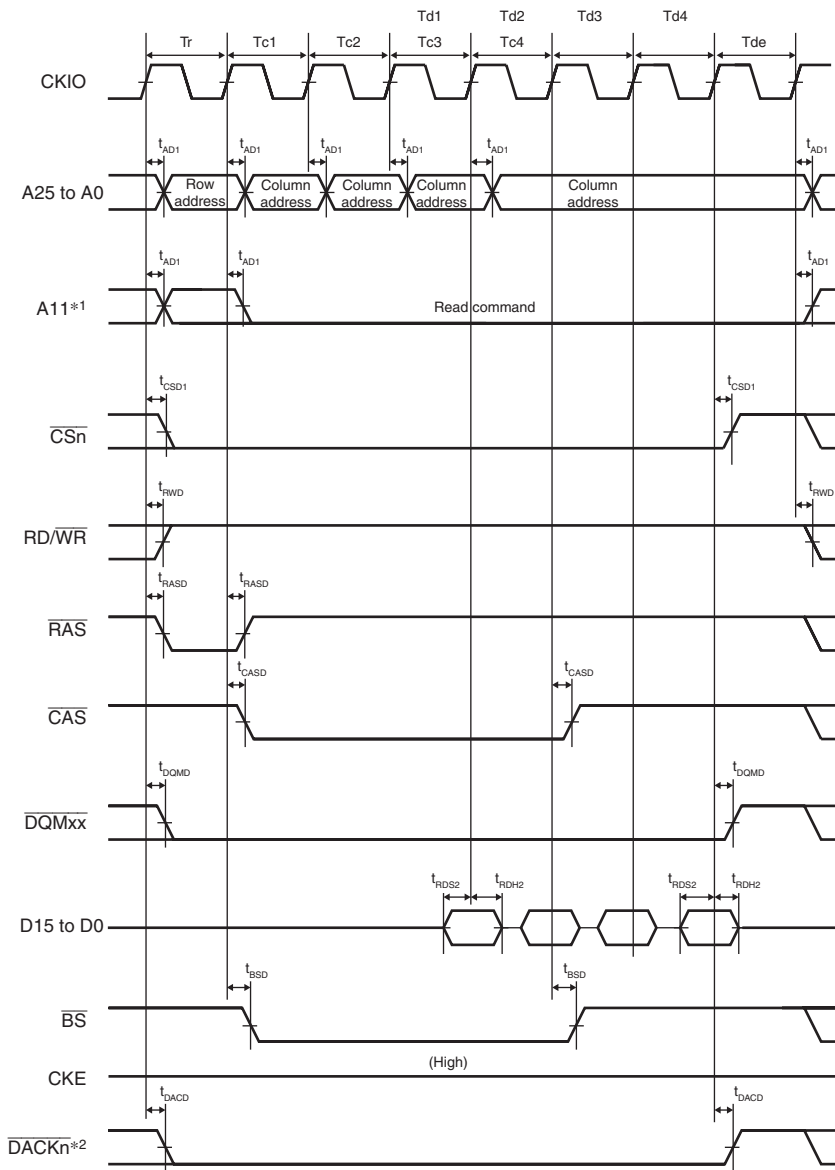 Td1 Td2 Td3 Td4
Tr Tc1 Tc2 Tc3 Tc4 Tde
CKIO
tAD1 tAD1 tAD1 tAD1 tAD1 tAD1
A25 to A0 Row address Column address Column address Column address Column address
tAD1 tAD1 tAD1
A11*1 Read command
tCSD1 tCSD1
CSn
tRWD tRWD
RD/WR
tRASD tRASD
RAS
tCASD tCASD
CAS
tDQMD tDQMD
DQMxx
tRDS2 tRDH2 tRDS2 tRDH2
D15 to D0
tBSD tBSD
BS
(High)
CKE
tDACD tDACD
DACKn*2